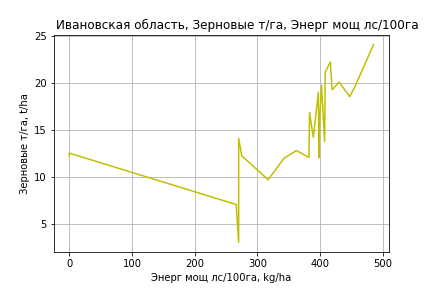 Ивановская область, Зерновые т/га, Энерг мощ лс/100га
25
20
15
10
5
Зерновые т/га, t/ha
0 100 200 300 400 500
Энерг мощ лс/100га, kg/ha